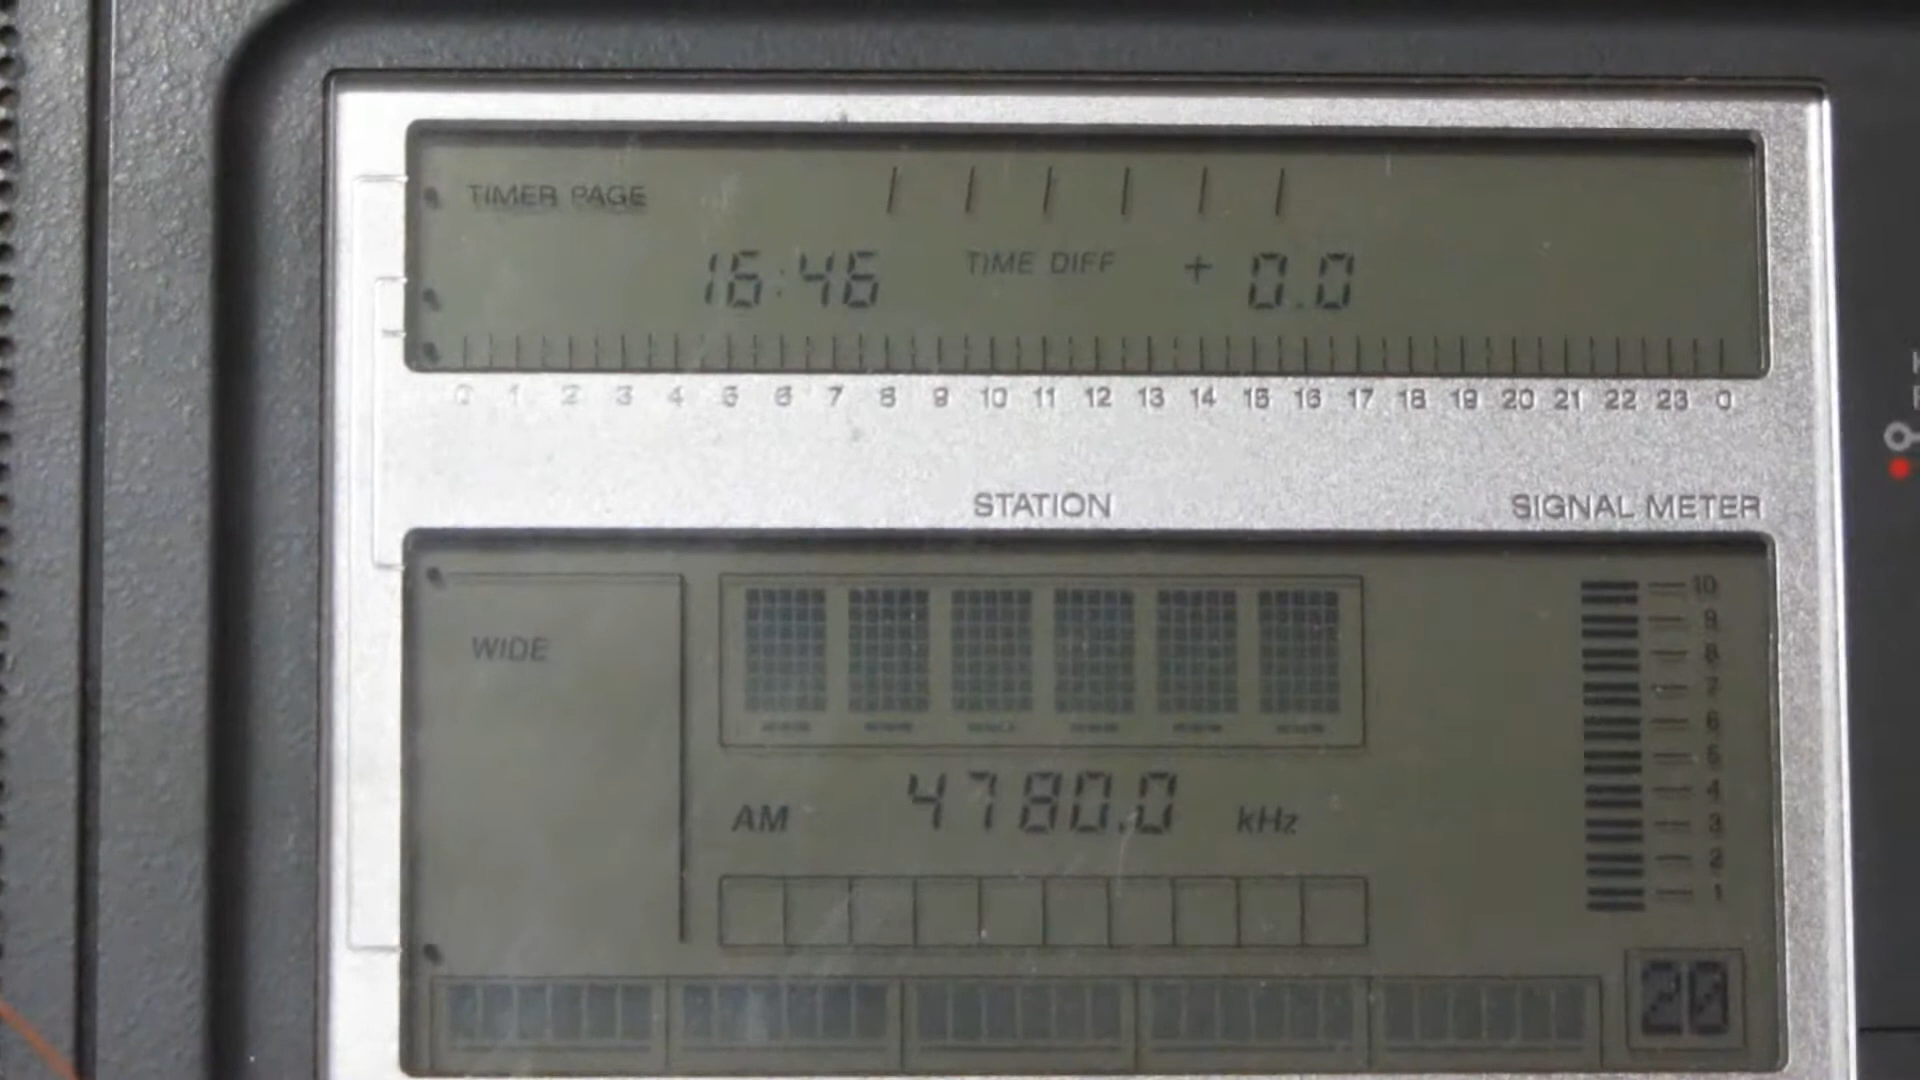 TIMER PAGE
16:46 TIME DIFF + 0.0
0 1 2 3 4 5 6 7 8 9 10 11 12 13 14 15 16 17 18 19 20 21 22 23 0
STATION SIGNAL METER
10
9
WIDE 8
7
6
5
4
AM 4780.0 kHz 3
2
1
20